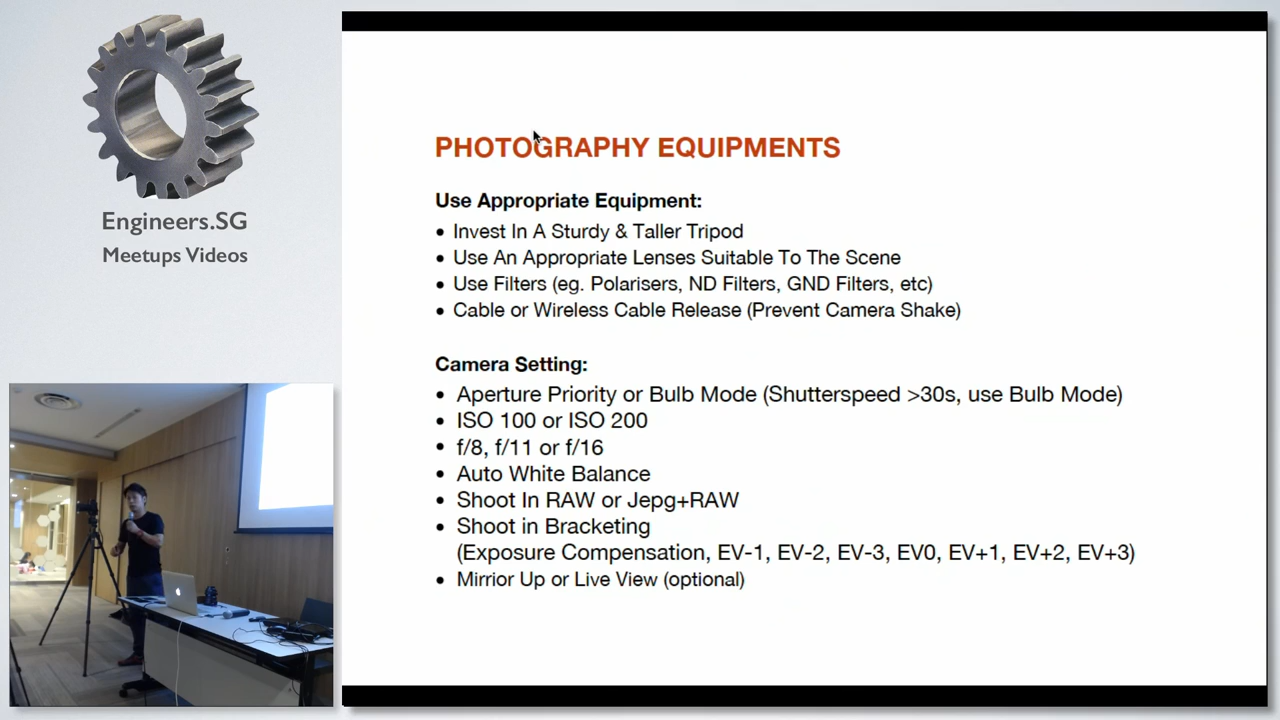 Engineers.SG
Meetups Videos
PHOTOGRAPHY EQUIPMENTS
Use Appropriate Equipment:
• Invest In A Sturdy & Taller Tripod
• Use An Appropriate Lenses Suitable To The Scene
• Use Filters (eg. Polarisers, ND Filters, GND Filters, etc)
• Cable or Wireless Cable Release (Prevent Camera Shake)
Camera Setting:
• Aperture Priority or Bulb Mode (Shutterspeed >30s, use Bulb Mode)
• ISO 100 or ISO 200
• f/8, f/11 or f/16
• Auto White Balance
• Shoot In RAW or Jepg+RAW
• Shoot in Bracketing
(Exposure Compensation, EV-1, EV-2, EV-3, EV0, EV+1, EV+2, EV+3)
• Mirrior Up or Live View (optional)